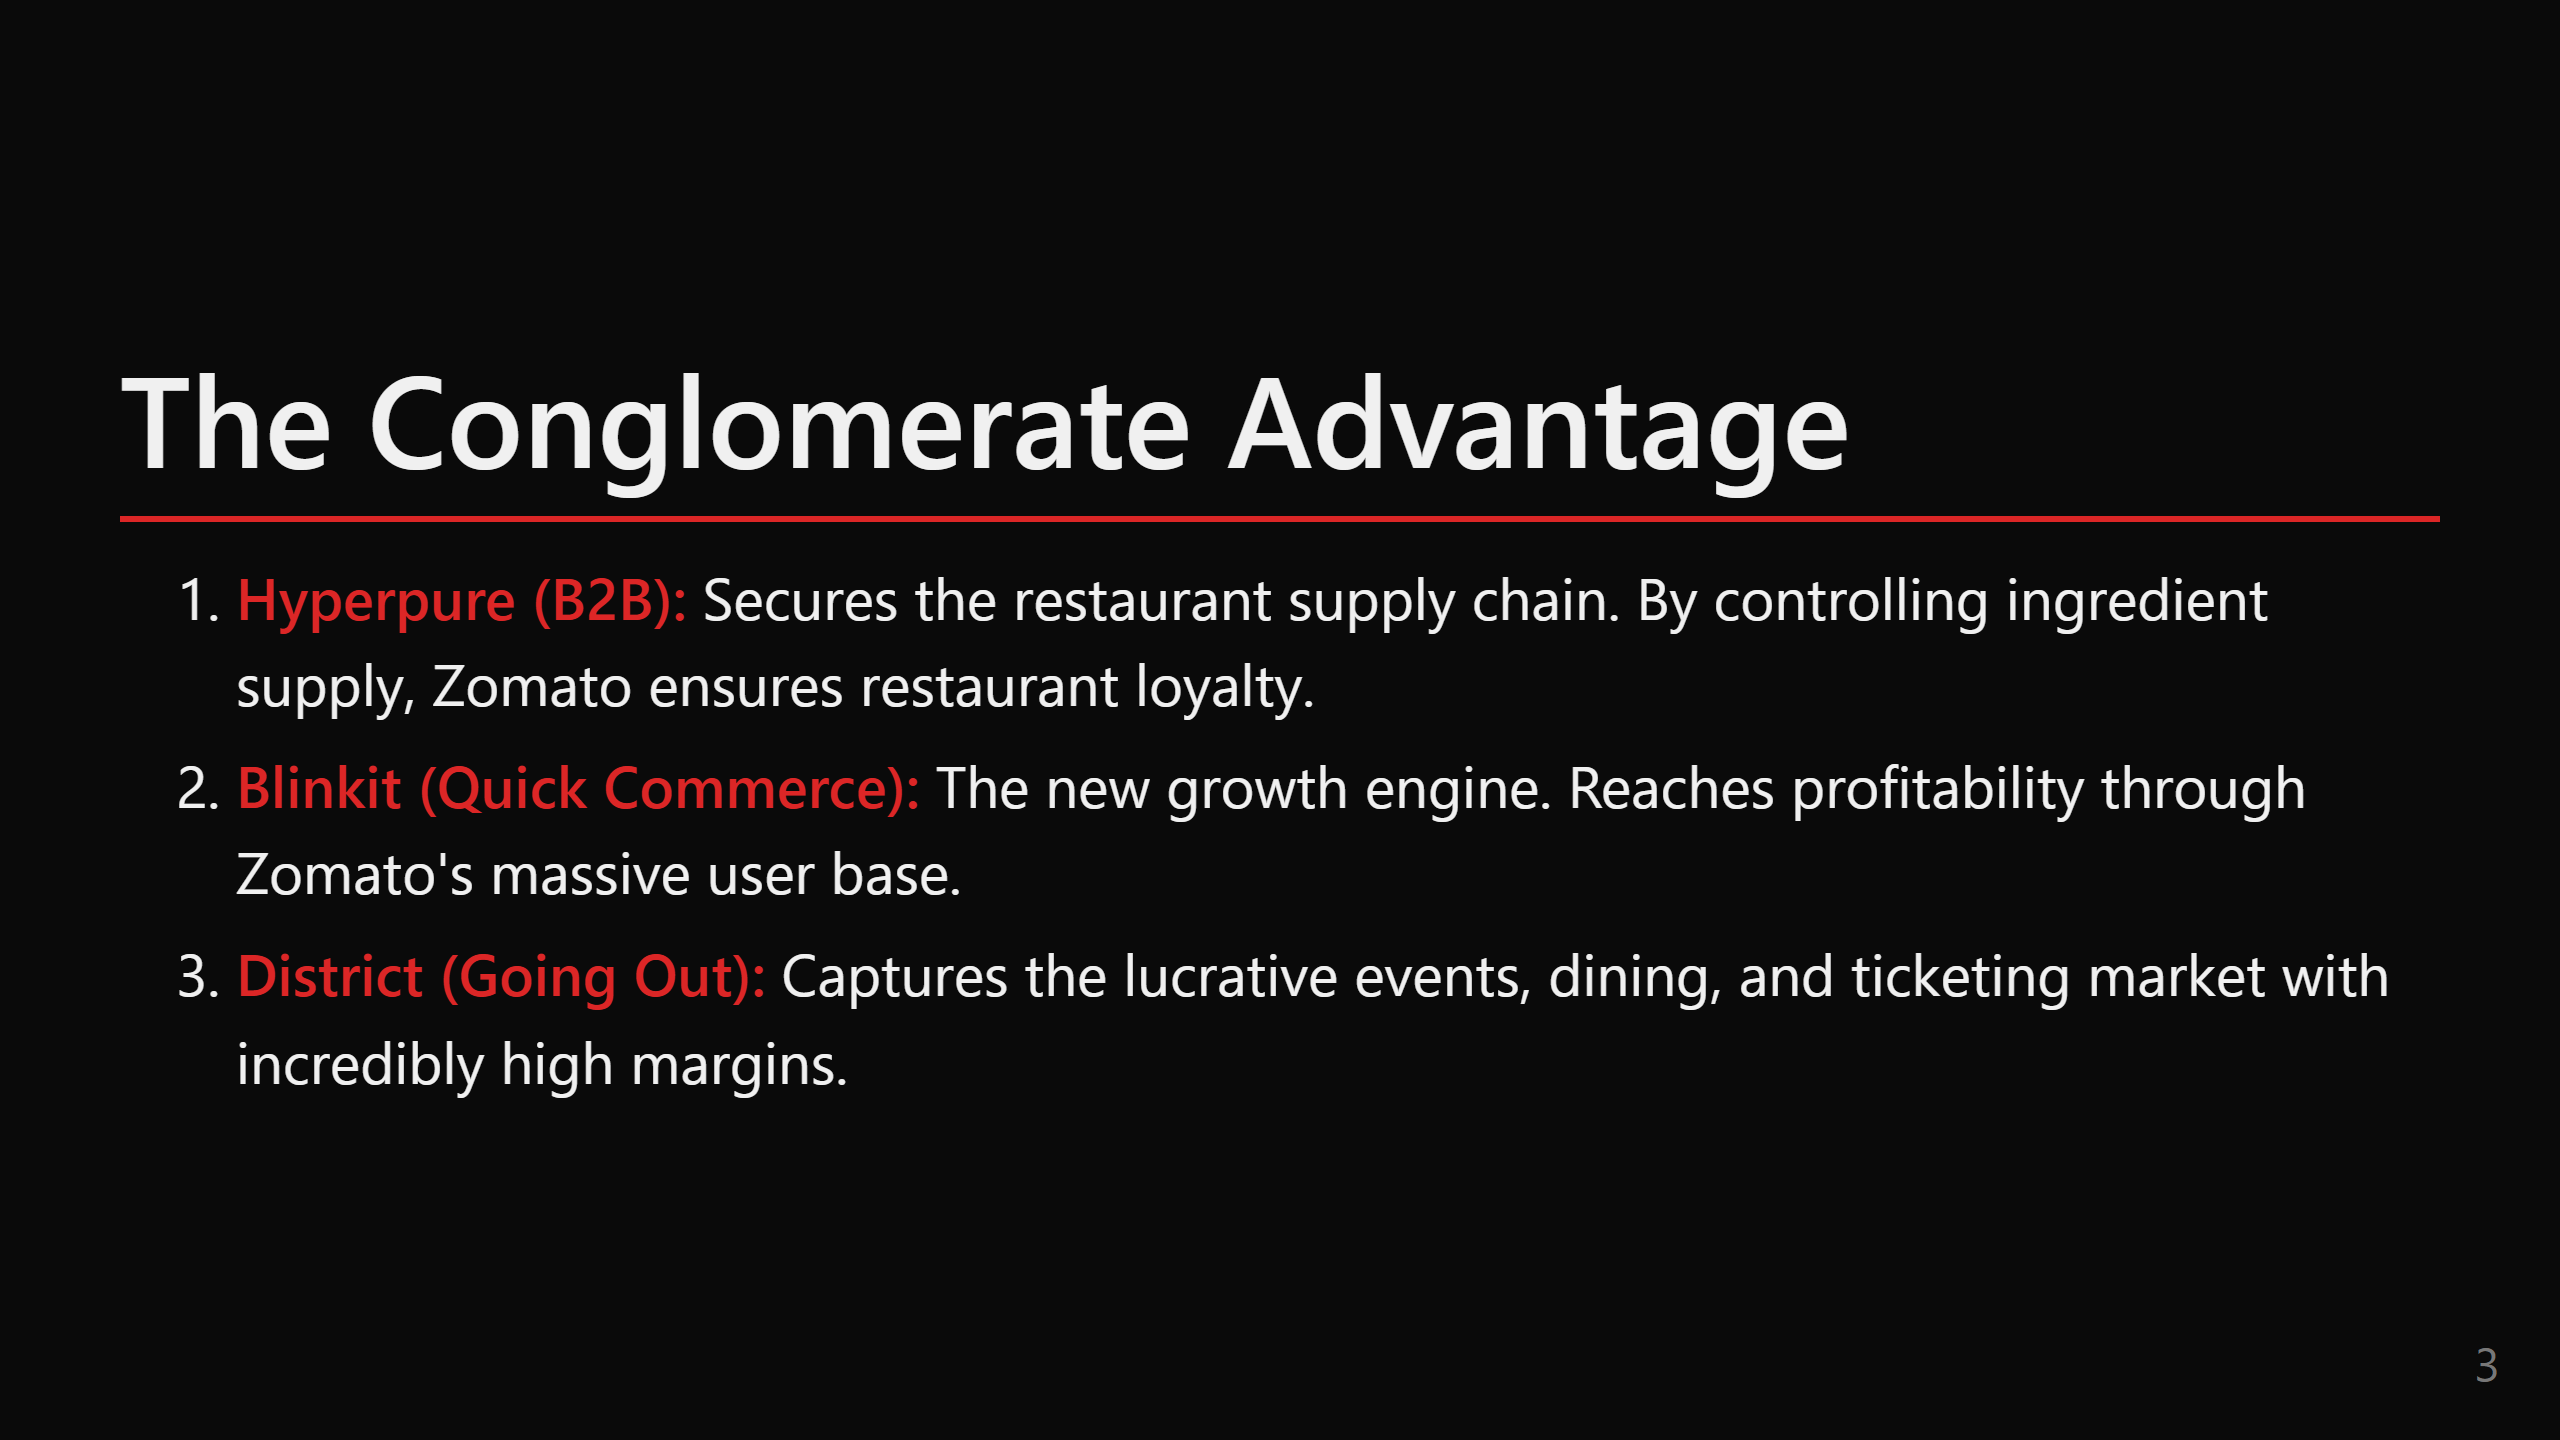 The Conglomerate Advantage
1. Hyperpure (B2B): Secures the restaurant supply chain. By controlling ingredient
supply, Zomato ensures restaurant loyalty.
2. Blinkit (Quick Commerce): The new growth engine. Reaches profitability through
Zomato's massive user base.
3. District (Going Out): Captures the lucrative events, dining, and ticketing market with
incredibly high margins.
3